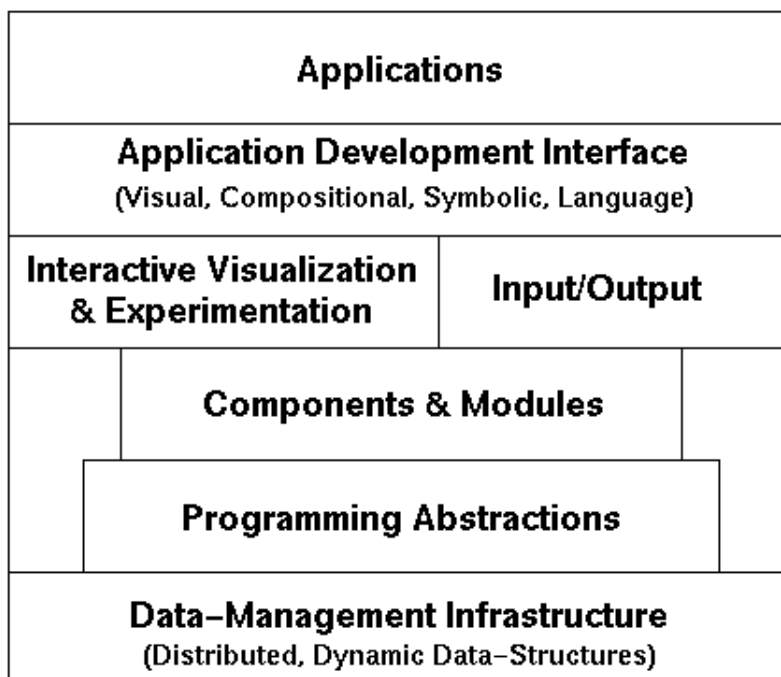 Applications
Application Development Interface
(Visual, Compositional, Symbolic, Language)
Interactive Visualization
& Experimentation
Input/Output
Components & Modules
Programming Abstractions
Data–Management Infrastructure
(Distributed, Dynamic Data–Structures)